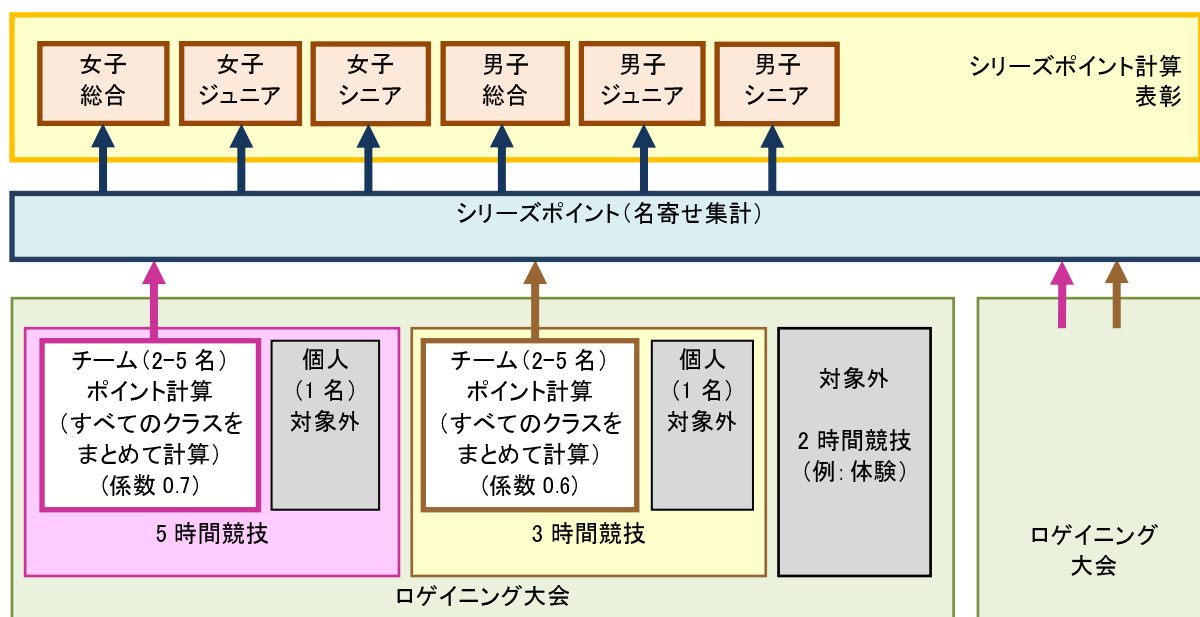 女子
総合
女子
ジュニア
女子
シニア
男子
総合
男子
ジュニア
男子
シニア
シリーズポイント計算
表彰
シリーズポイント（名寄せ集計）
チーム（2-5 名）
ポイント計算
（すべてのクラスを
まとめて計算）
（係数 0.7）
個人
（1 名）
対象外
5 時間競技
チーム（2-5 名）
ポイント計算
（すべてのクラスを
まとめて計算）
（係数 0.6）
個人
（1 名）
対象外
3 時間競技
対象外
2 時間競技
（例：体験）
ロゲイニング大会
ロゲイニング
大会